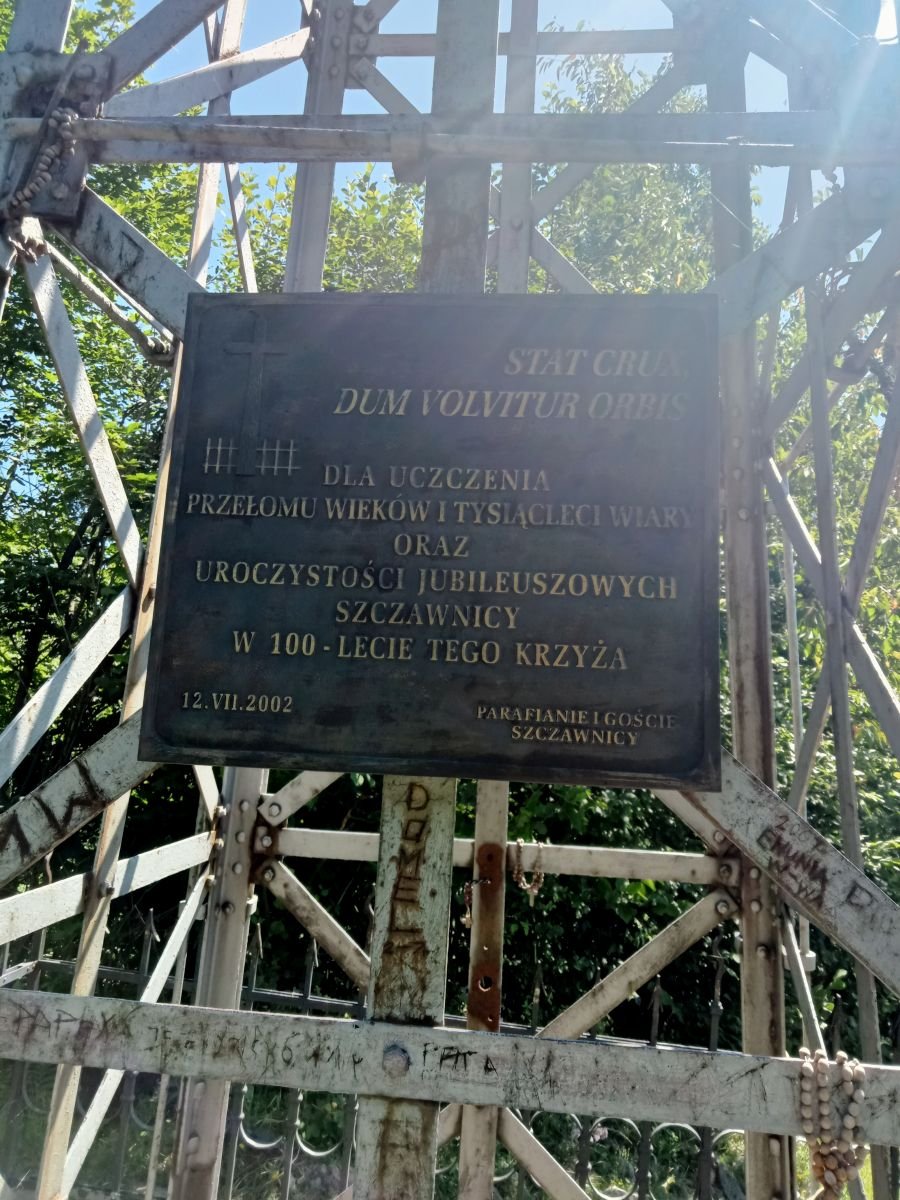 STAT CRUX,
DUM VOLVITUR ORBIS
DLA UCZCZENIA
PRZEŁOMU WIEKÓW I TYSIĄCLECI WIARY
ORAZ
UROCZYSTOŚCI JUBILEUSZOWYCH
SZCZAWNICY
W 100-LECIE TEGO KRZYŻA
12.VII.2002
PARAFIANIE I GOŚCIE
SZCZAWNICY